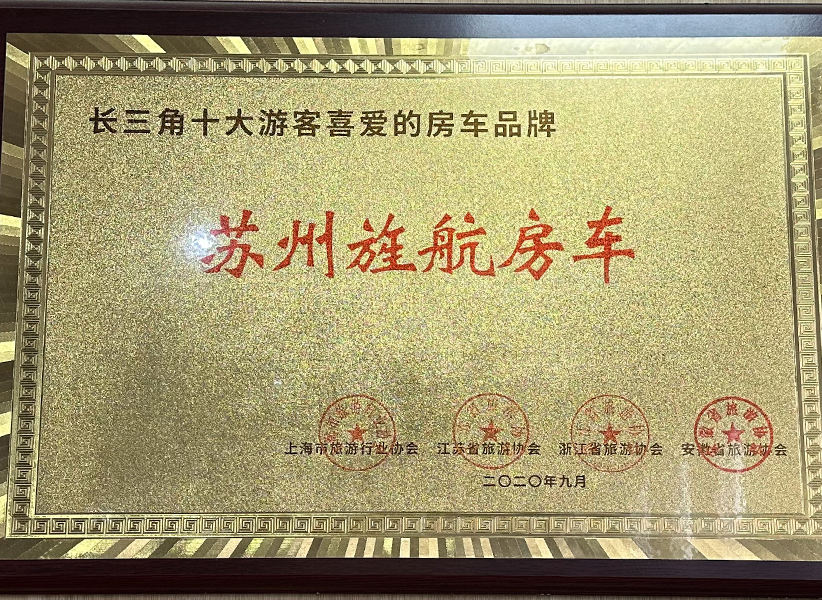 长三角十大游客喜爱的房车品牌
苏州旌航房车
上海市旅游行业协会 江苏省旅游协会 浙江省旅游协会 安徽省旅游协会
二〇二〇年九月